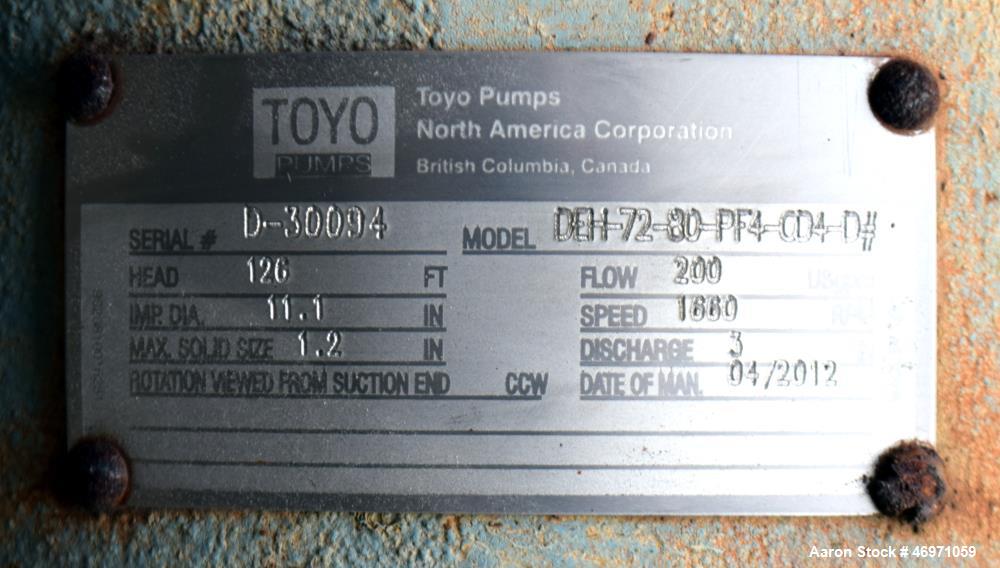 TOYO
PUMPS
Toyo Pumps
North America Corporation
British Columbia, Canada
SERIAL # D-30094 MODEL DEH-72-80-PF4-CD4-D#
HEAD 126 FT FLOW 200
IMP. DIA. 11.1 IN SPEED 1660 RPM
MAX. SOLID SIZE 1.2 IN DISCHARGE 3
ROTATION VIEWED FROM SUCTION END CCW DATE OF MAN. 04/2012
Aaron Stock # 46971059